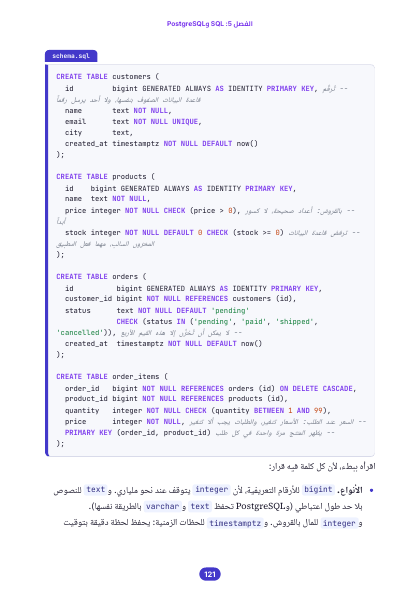 الفصل 5: SQL وPostgreSQL
schema.sql
CREATE TABLE customers (
id bigint GENERATED ALWAYS AS IDENTITY PRIMARY KEY, -- ترقّم
قاعدة البيانات الصفوف بنفسها، ولا أحد يرسل رقماً
name text NOT NULL,
email text NOT NULL UNIQUE,
city text,
created_at timestamptz NOT NULL DEFAULT now()
);
CREATE TABLE products (
id bigint GENERATED ALWAYS AS IDENTITY PRIMARY KEY,
name text NOT NULL,
price integer NOT NULL CHECK (price > 0), -- بالقروش: أعداد صحيحة، لا كسور
أبداً
stock integer NOT NULL DEFAULT 0 CHECK (stock >= 0) -- ترفض قاعدة البيانات
المخزون السالب، مهما فعل التطبيق
);
CREATE TABLE orders (
id bigint GENERATED ALWAYS AS IDENTITY PRIMARY KEY,
customer_id bigint NOT NULL REFERENCES customers (id),
status text NOT NULL DEFAULT 'pending'
CHECK (status IN ('pending', 'paid', 'shipped',
'cancelled')), -- لا يمكن أن تُخزَّن إلا هذه القيم الأربع
created_at timestamptz NOT NULL DEFAULT now()
);
CREATE TABLE order_items (
order_id bigint NOT NULL REFERENCES orders (id) ON DELETE CASCADE,
product_id bigint NOT NULL REFERENCES products (id),
quantity integer NOT NULL CHECK (quantity BETWEEN 1 AND 99),
price integer NOT NULL, -- السعر عند الطلب: الأسعار تتغير، والطلبات يجب ألا تتغير
PRIMARY KEY (order_id, product_id) -- يظهر المنتج مرة واحدة في كل طلب
);
اقرأه ببطء، لأن كل كلمة فيه قرار:
• الأنواع. bigint للأرقام التعريفية، لأن integer يتوقف عند نحو ملياري. وtext للنصوص
بلا حد طول اعتباطي (وPostgreSQL تحفظ text و varchar بالطريقة نفسها).
و integer للمال بالقروش. و timestamptz للحظات الزمنية: يحفظ لحظة دقيقة بتوقيت
121